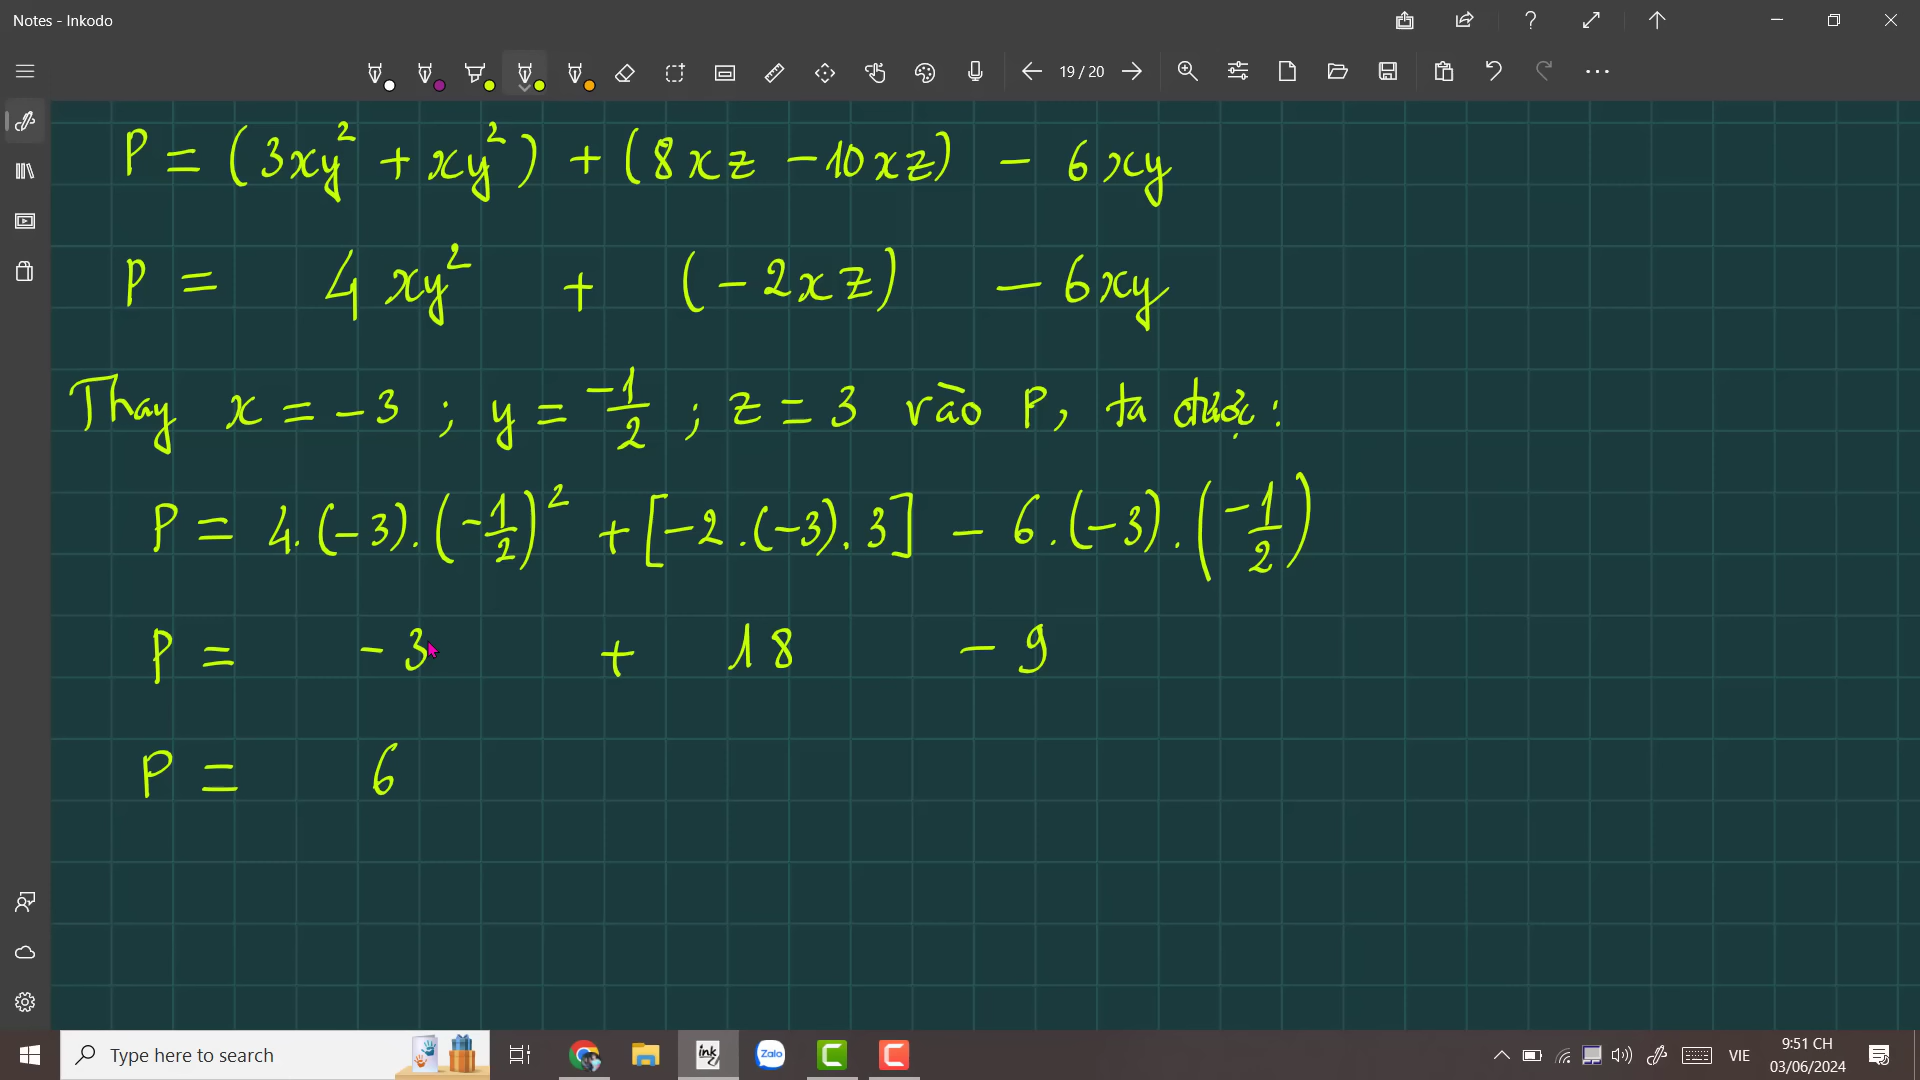 Notes - Inkodo
19 / 20
P = (3xy² + xy²) + (8xz - 10xz) - 6xy
P = 4xy² + (-2xz) - 6xy
Thay x = -3 ; y = -1/2 ; z = 3 vào P, ta được :
P = 4.(-3).(-1/2)² + [-2.(-3).3] - 6.(-3).(-1/2)
P = -3 + 18 - 9
P = 6
Type here to search
ink
Zalo
VIE
9:51 CH
03/06/2024